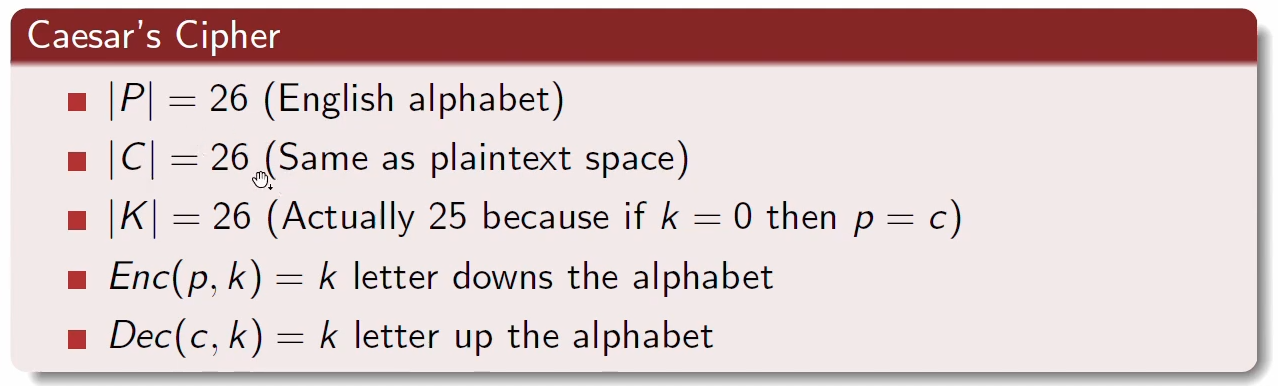 Caesar's Cipher
|P| = 26 (English alphabet)
|C| = 26 (Same as plaintext space)
|K| = 26 (Actually 25 because if k = 0 then p = c)
Enc(p, k) = k letter downs the alphabet
Dec(c, k) = k letter up the alphabet